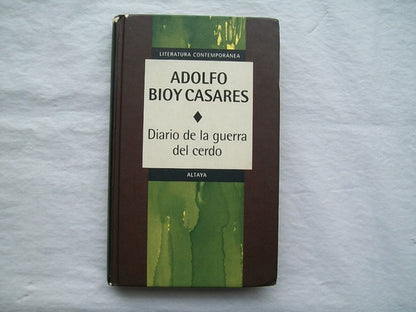 LITERATURA CONTEMPORÁNEA
ADOLFO
BIOY CASARES
Diario de la guerra
del cerdo
ALTAYA